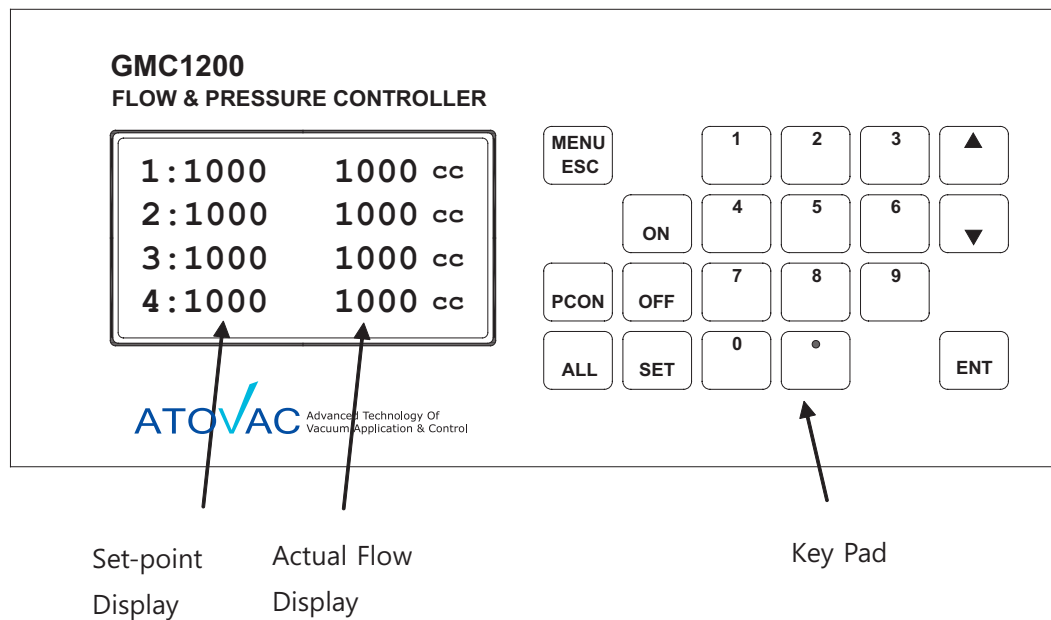 GMC1200
FLOW & PRESSURE CONTROLLER
1:1000 1000 cc
2:1000 1000 cc
3:1000 1000 cc
4:1000 1000 cc
MENU
ESC
1 2 3 ▲
ON 4 5 6 ▼
PCON OFF 7 8 9
ALL SET 0 • ENT
ATOVAC
Advanced Technology Of
Vacuum Application & Control
Set-point
Display
Actual Flow
Display
Key Pad